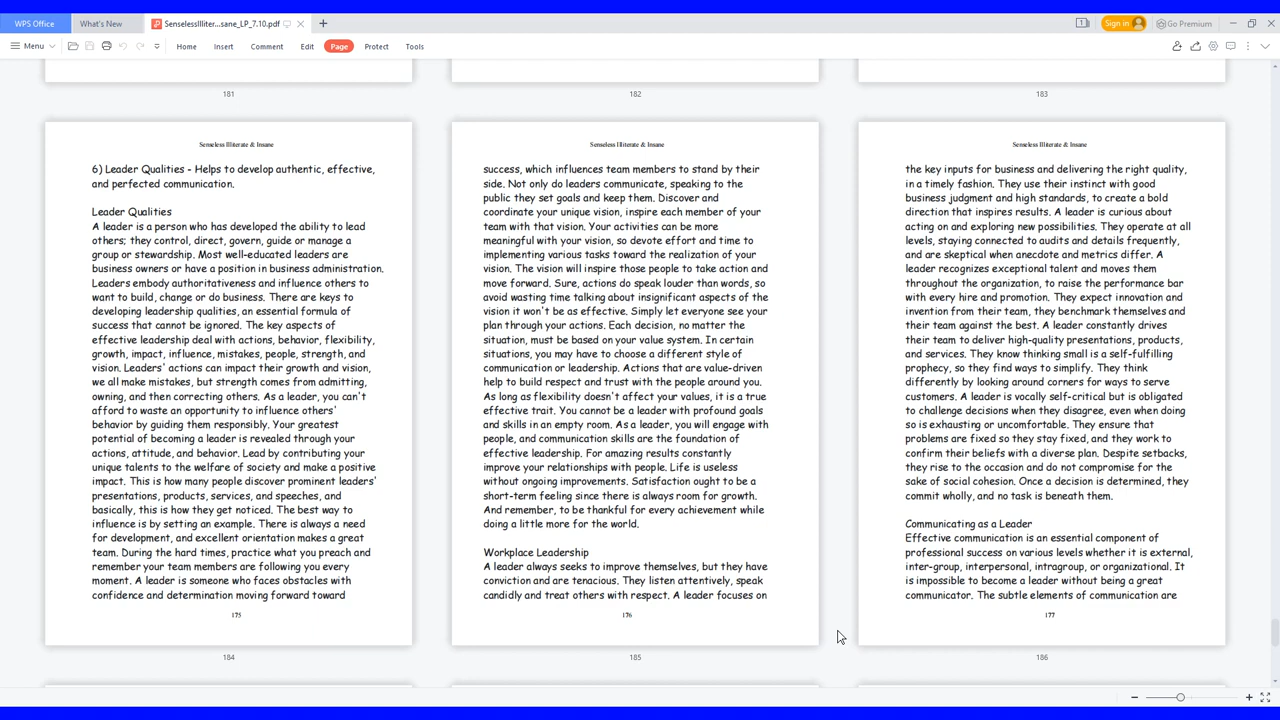 WPS Office
What's New
SenselessIlliter...sane_LP_7.10.pdf
1
Sign in
Go Premium
Menu
Home
Insert
Comment
Edit
Page
Protect
Tools
181
182
183
Senseless Illiterate & Insane
6) Leader Qualities - Helps to develop authentic, effective,
and perfected communication.
Leader Qualities
A leader is a person who has developed the ability to lead
others; they control, direct, govern, guide or manage a
group or stewardship. Most well-educated leaders are
business owners or have a position in business administration.
Leaders embody authoritativeness and influence others to
want to build, change or do business. There are keys to
developing leadership qualities, an essential formula of
success that cannot be ignored. The key aspects of
effective leadership deal with actions, behavior, flexibility,
growth, impact, influence, mistakes, people, strength, and
vision. Leaders' actions can impact their growth and vision,
we all make mistakes, but strength comes from admitting,
owning, and then correcting others. As a leader, you can't
afford to waste an opportunity to influence others'
behavior by guiding them responsibly. Your greatest
potential of becoming a leader is revealed through your
actions, attitude, and behavior. Lead by contributing your
unique talents to the welfare of society and make a positive
impact. This is how many people discover prominent leaders'
presentations, products, services, and speeches, and
basically, this is how they get noticed. The best way to
influence is by setting an example. There is always a need
for development, and excellent orientation makes a great
team. During the hard times, practice what you preach and
remember your team members are following you every
moment. A leader is someone who faces obstacles with
confidence and determination moving forward toward
175
184
Senseless Illiterate & Insane
success, which influences team members to stand by their
side. Not only do leaders communicate, speaking to the
public they set goals and keep them. Discover and
coordinate your unique vision, inspire each member of your
team with that vision. Your activities can be more
meaningful with your vision, so devote effort and time to
implementing various tasks toward the realization of your
vision. The vision will inspire those people to take action and
move forward. Sure, actions do speak louder than words, so
avoid wasting time talking about insignificant aspects of the
vision it won't be as effective. Simply let everyone see your
plan through your actions. Each decision, no matter the
situation, must be based on your value system. In certain
situations, you may have to choose a different style of
communication or leadership. Actions that are value-driven
help to build respect and trust with the people around you.
As long as flexibility doesn't affect your values, it is a true
effective trait. You cannot be a leader with profound goals
and skills in an empty room. As a leader, you will engage with
people, and communication skills are the foundation of
effective leadership. For amazing results constantly
improve your relationships with people. Life is useless
without ongoing improvements. Satisfaction ought to be a
short-term feeling since there is always room for growth.
And remember, to be thankful for every achievement while
doing a little more for the world.
Workplace Leadership
A leader always seeks to improve themselves, but they have
conviction and are tenacious. They listen attentively, speak
candidly and treat others with respect. A leader focuses on
176
185
Senseless Illiterate & Insane
the key inputs for business and delivering the right quality,
in a timely fashion. They use their instinct with good
business judgment and high standards, to create a bold
direction that inspires results. A leader is curious about
acting on and exploring new possibilities. They operate at all
levels, staying connected to audits and details frequently,
and are skeptical when anecdote and metrics differ. A
leader recognizes exceptional talent and moves them
throughout the organization, to raise the performance bar
with every hire and promotion. They expect innovation and
invention from their team, they benchmark themselves and
their team against the best. A leader constantly drives
their team to deliver high-quality presentations, products,
and services. They know thinking small is a self-fulfilling
prophecy, so they find ways to simplify. They think
differently by looking around corners for ways to serve
customers. A leader is vocally self-critical but is obligated
to challenge decisions when they disagree, even when doing
so is exhausting or uncomfortable. They ensure that
problems are fixed so they stay fixed, and they work to
confirm their beliefs with a diverse plan. Despite setbacks,
they rise to the occasion and do not compromise for the
sake of social cohesion. Once a decision is determined, they
commit wholly, and no task is beneath them.
Communicating as a Leader
Effective communication is an essential component of
professional success on various levels whether it is external,
inter-group, interpersonal, intragroup, or organizational. It
is impossible to become a leader without being a great
communicator. The subtle elements of communication are
177
186